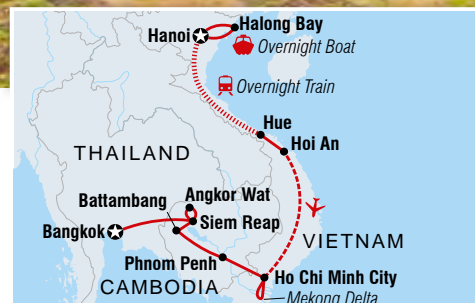 Halong Bay
Hanoi
Overnight Boat
Overnight Train
Hue
Hoi An
THAILAND
Angkor Wat
Battambang
Siem Reap
Bangkok
VIETNAM
Phnom Penh
Ho Chi Minh City
CAMBODIA
Mekong Delta